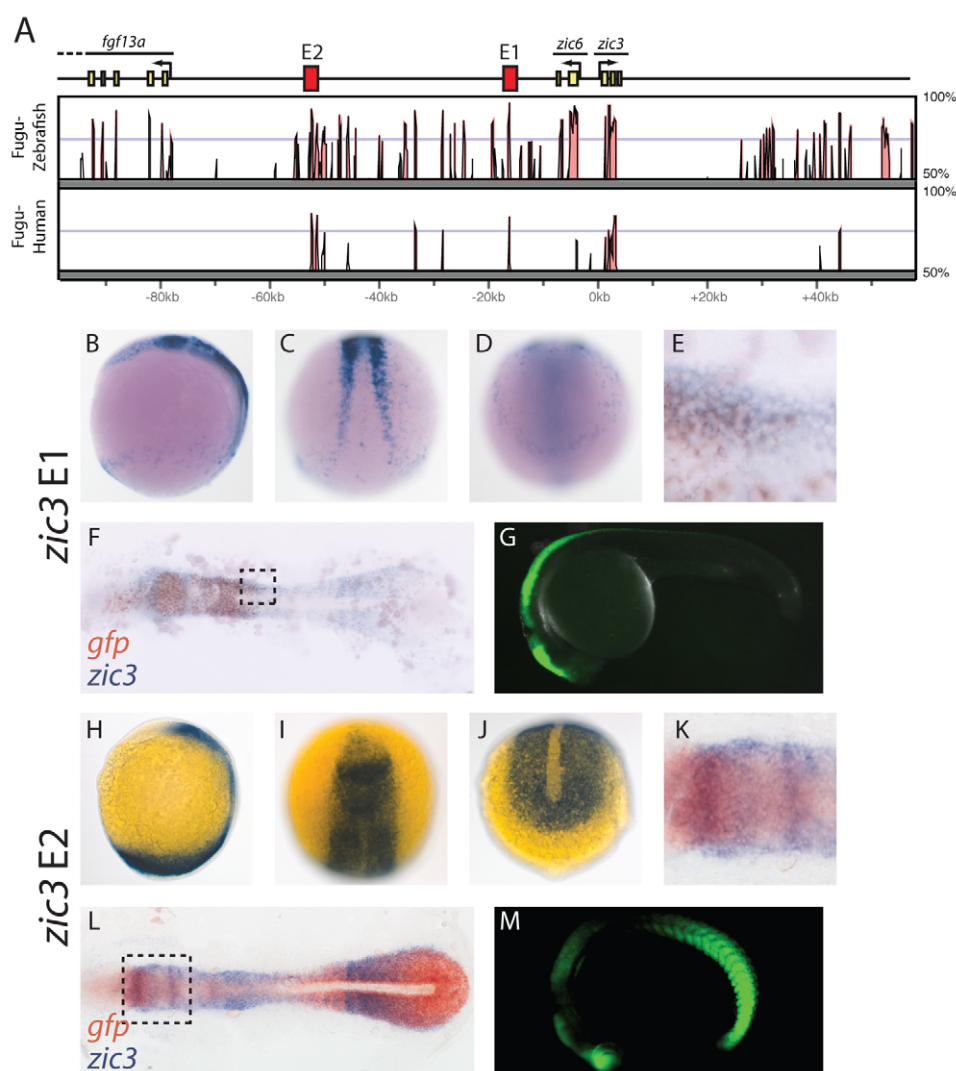 A
fgf13a
E2
E1
zic6
zic3
Fugu-
Zebrafish
100%
50%
Fugu-
Human
100%
50%
-80kb
-60kb
-40kb
-20kb
0kb
+20kb
+40kb
zic3 E1
B
C
D
E
F
gfp
zic3
G
zic3 E2
H
I
J
K
L
gfp
zic3
M